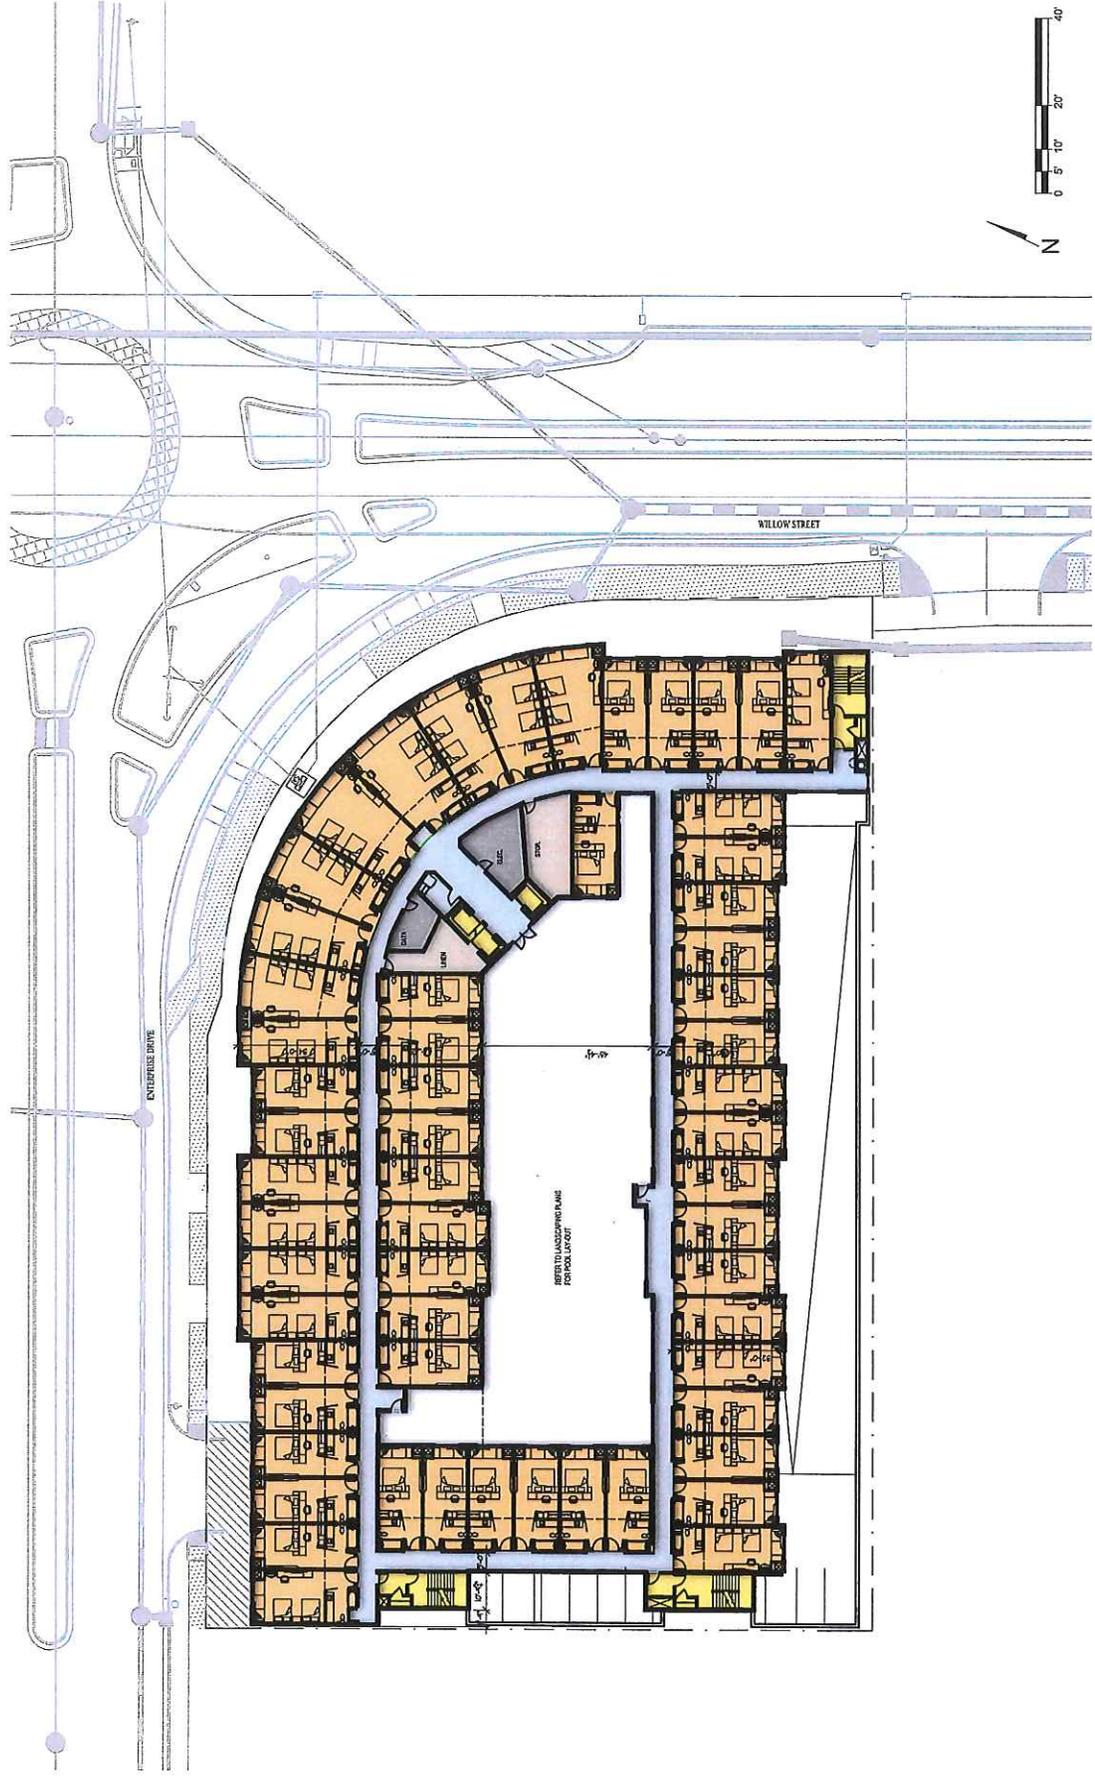 40'
20'
10'
5'
0
N
WILLOW STREET
ENTERPRISE DRIVE
ELEC.
STOR.
DATA
LINEN
REFER TO LANDSCAPING PLANS
FOR POOL LAY-OUT